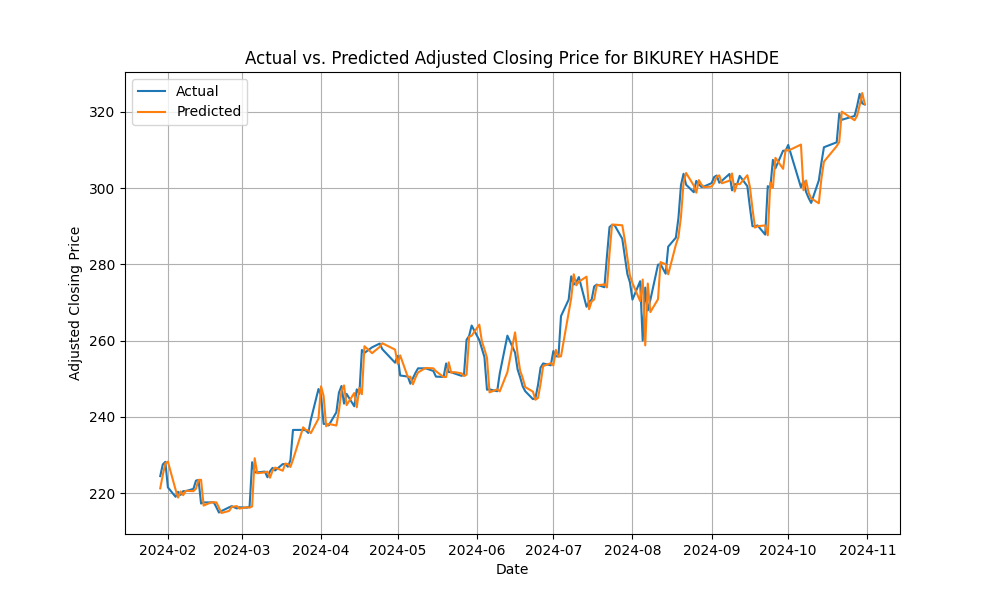 Actual vs. Predicted Adjusted Closing Price for BIKUREY HASHDE
Actual
Predicted
Adjusted Closing Price
320
300
280
260
240
220
2024-02 2024-03 2024-04 2024-05 2024-06 2024-07 2024-08 2024-09 2024-10 2024-11
Date